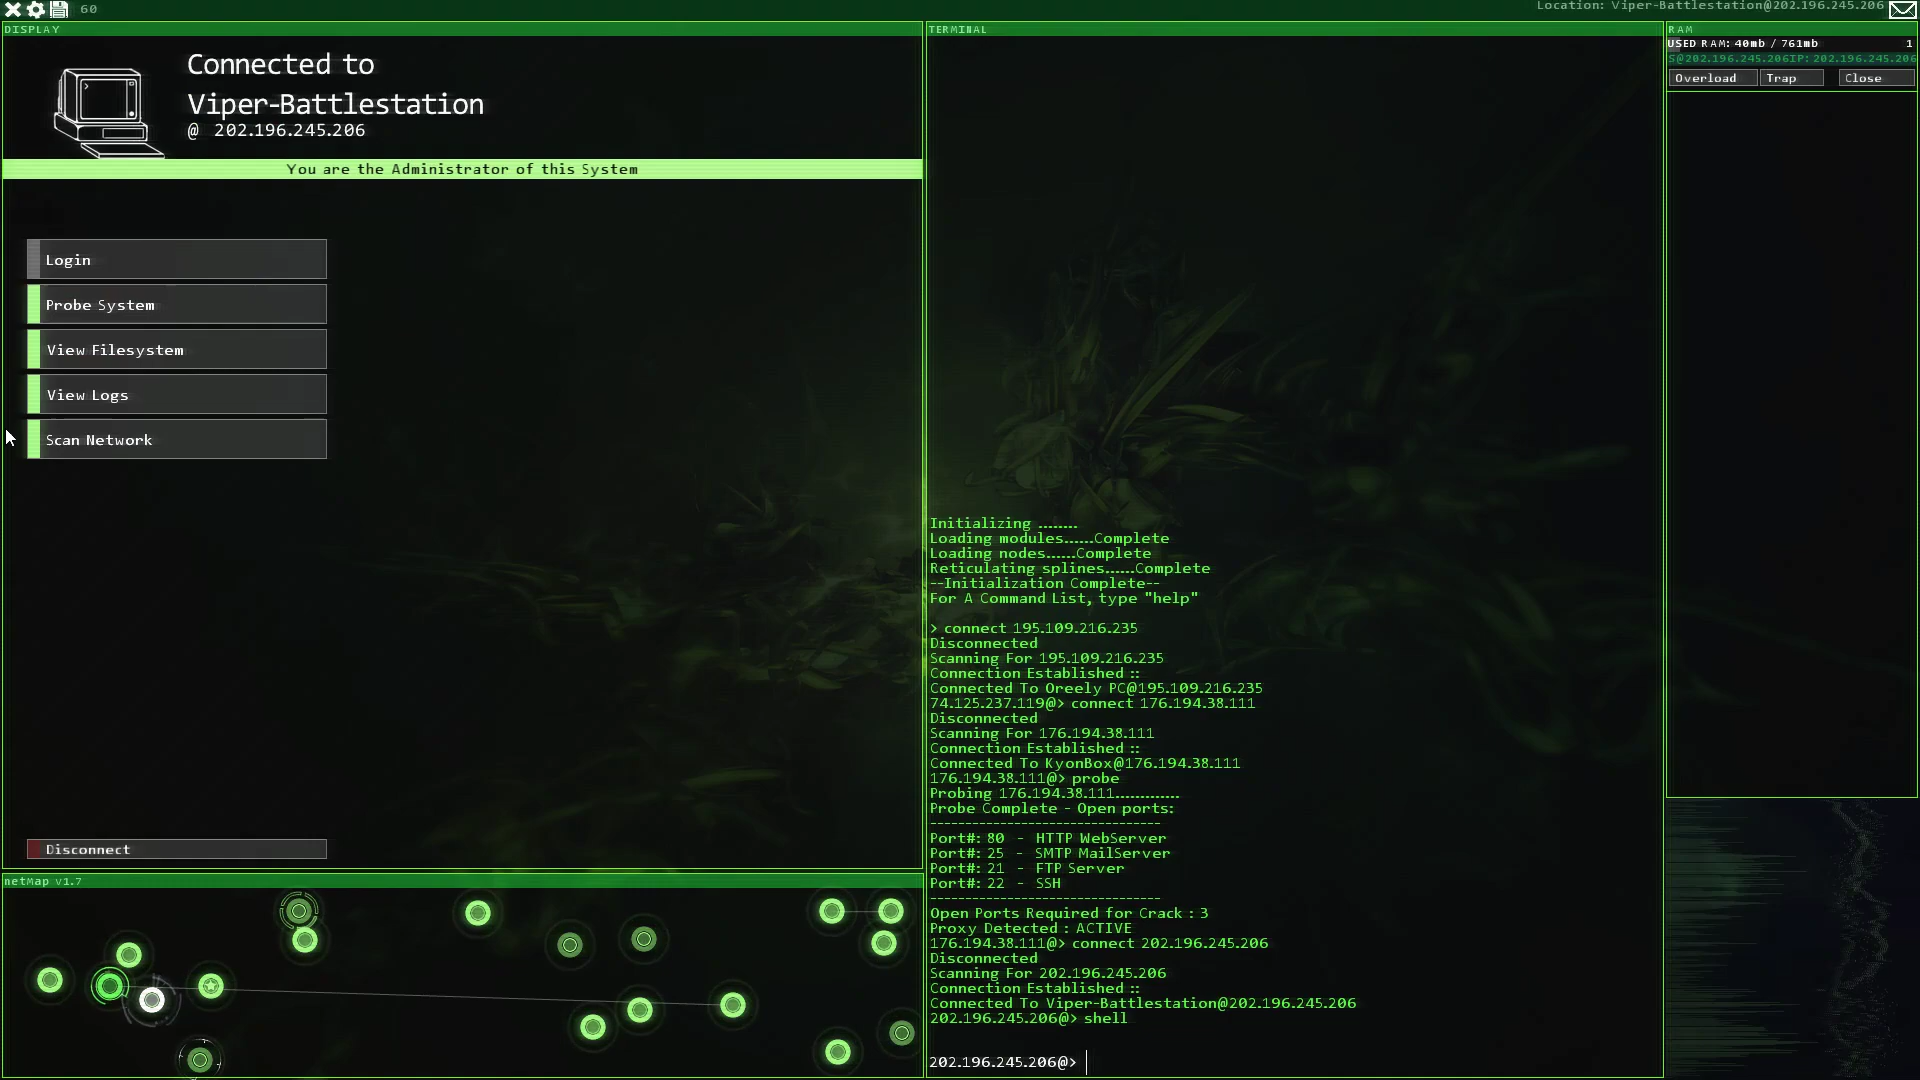 60
Location: Viper-Battlestation@202.196.245.206
DISPLAY
Connected to
Viper-Battlestation
@ 202.196.245.206
You are the Administrator of this System
Login
Probe System
View Filesystem
View Logs
Scan Network
Disconnect
netMap v1.7
TERMINAL
Initializing ........
Loading modules......Complete
Loading nodes......Complete
Reticulating splines......Complete
--Initialization Complete--
For A Command List, type "help"
> connect 195.109.216.235
Disconnected
Scanning For 195.109.216.235
Connection Established ::
Connected To Oreely PC@195.109.216.235
74.125.237.119@> connect 176.194.38.111
Disconnected
Scanning For 176.194.38.111
Connection Established ::
Connected To KyonBox@176.194.38.111
176.194.38.111@> probe
Probing 176.194.38.111.............
Probe Complete - Open ports:
---------------------------------
Port#: 80 - HTTP WebServer
Port#: 25 - SMTP MailServer
Port#: 21 - FTP Server
Port#: 22 - SSH
---------------------------------
Open Ports Required for Crack : 3
Proxy Detected : ACTIVE
176.194.38.111@> connect 202.196.245.206
Disconnected
Scanning For 202.196.245.206
Connection Established ::
Connected To Viper-Battlestation@202.196.245.206
202.196.245.206@> shell
202.196.245.206@>
RAM
USED RAM: 40mb / 761mb 1
S@202.196.245.206IP: 202.196.245.206
Overload Trap Close